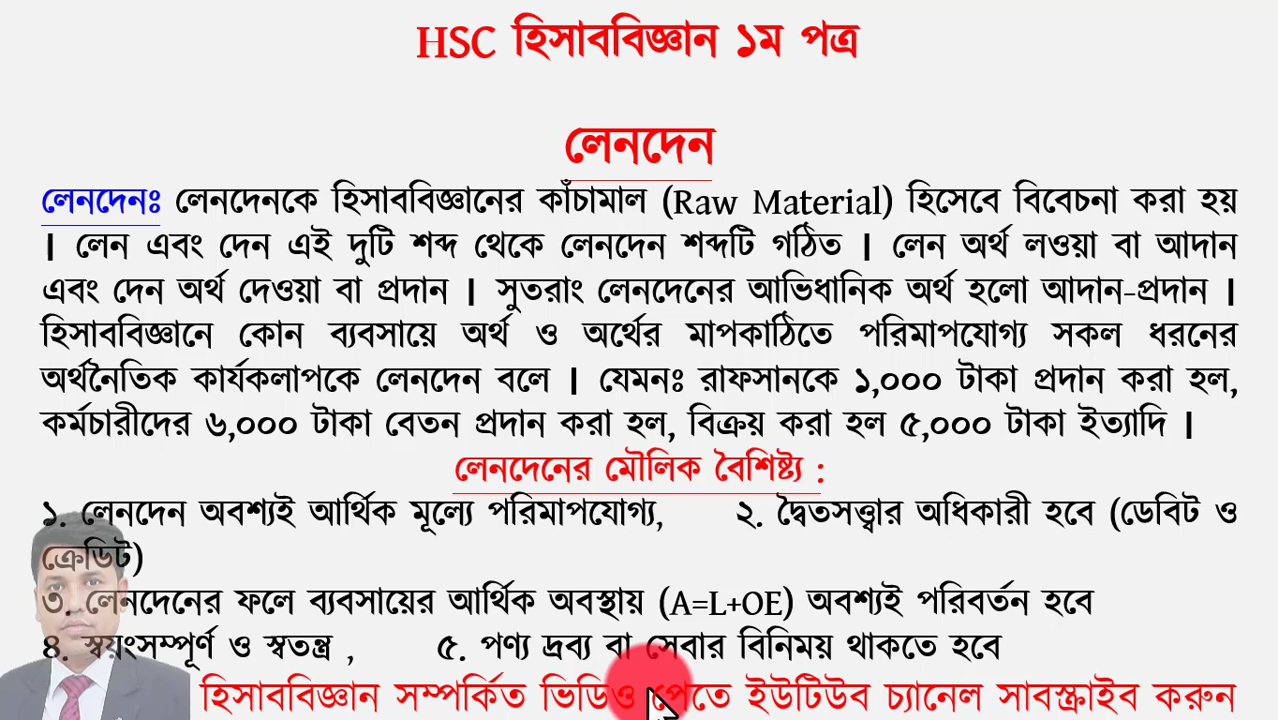 HSC হিসাববিজ্ঞান ১ম পত্র
লেনদেন
লেনদেনঃ লেনদেনকে হিসাববিজ্ঞানের কাঁচামাল (Raw Material) হিসেবে বিবেচনা করা হয়
। লেন এবং দেন এই দুটি শব্দ থেকে লেনদেন শব্দটি গঠিত । লেন অর্থ লওয়া বা আদান
এবং দেন অর্থ দেওয়া বা প্রদান । সুতরাং লেনদেনের আভিধানিক অর্থ হলো আদান-প্রদান ।
হিসাববিজ্ঞানে কোন ব্যবসায়ে অর্থ ও অর্থের মাপকাঠিতে পরিমাপযোগ্য সকল ধরনের
অর্থনৈতিক কার্যকলাপকে লেনদেন বলে । যেমনঃ রাফসানকে ১,০০০ টাকা প্রদান করা হল,
কর্মচারীদের ৬,০০০ টাকা বেতন প্রদান করা হল, বিক্রয় করা হল ৫,০০০ টাকা ইত্যাদি ।
লেনদেনের মৌলিক বৈশিষ্ট্য :
১. লেনদেন অবশ্যই আর্থিক মূল্যে পরিমাপযোগ্য, ২. দ্বৈতসত্ত্বার অধিকারী হবে (ডেবিট ও
ক্রেডিট)
৩. লেনদেনের ফলে ব্যবসায়ের আর্থিক অবস্থায় (A=L+OE) অবশ্যই পরিবর্তন হবে
৪. স্বয়ংসম্পূর্ণ ও স্বতন্ত্র , ৫. পণ্য দ্রব্য বা সেবার বিনিময় থাকতে হবে
হিসাববিজ্ঞান সম্পর্কিত ভিডিও পেতে ইউটিউব চ্যানেল সাবস্ক্রাইব করুন